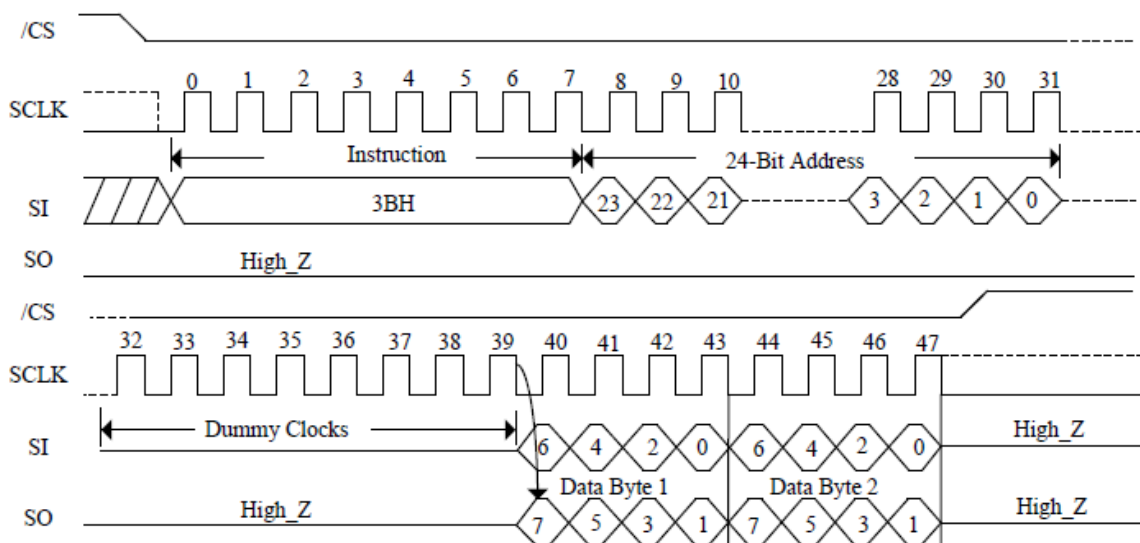 /CS
0 1 2 3 4 5 6 7 8 9 10 28 29 30 31
SCLK
Instruction 24-Bit Address
SI 3BH 23 22 21 3 2 1 0
SO High_Z
/CS
32 33 34 35 36 37 38 39 40 41 42 43 44 45 46 47
SCLK
Dummy Clocks
SI 6 4 2 0 6 4 2 0 High_Z
Data Byte 1 Data Byte 2
SO High_Z 7 5 3 1 7 5 3 1 High_Z